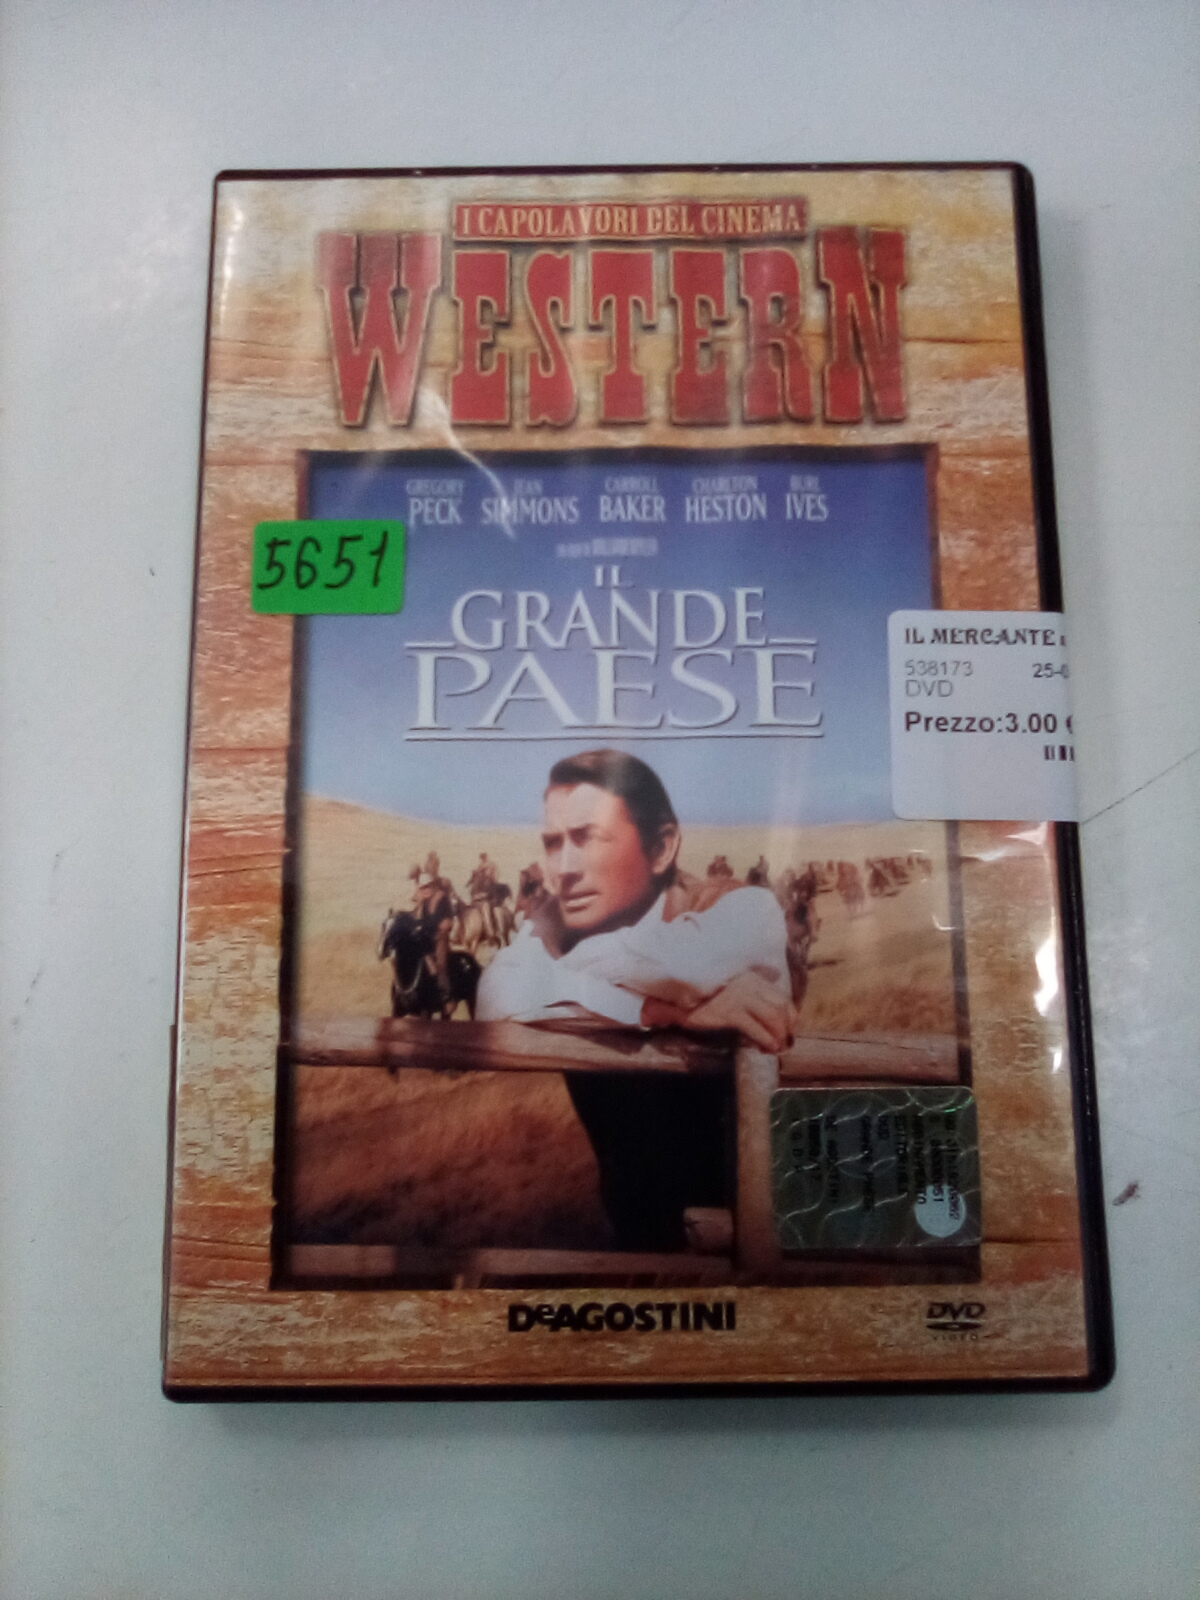 I CAPOLAVORI DEL CINEMA
WESTERN
GREGORY PECK
JEAN SIMMONS
CARROLL BAKER
CHARLTON HESTON
BURL IVES
5651
IL
GRANDE
PAESE
IL MERCANTE
538173 25-0
DVD
Prezzo:3.00 €
DeAGOSTINI
DVD
VIDEO